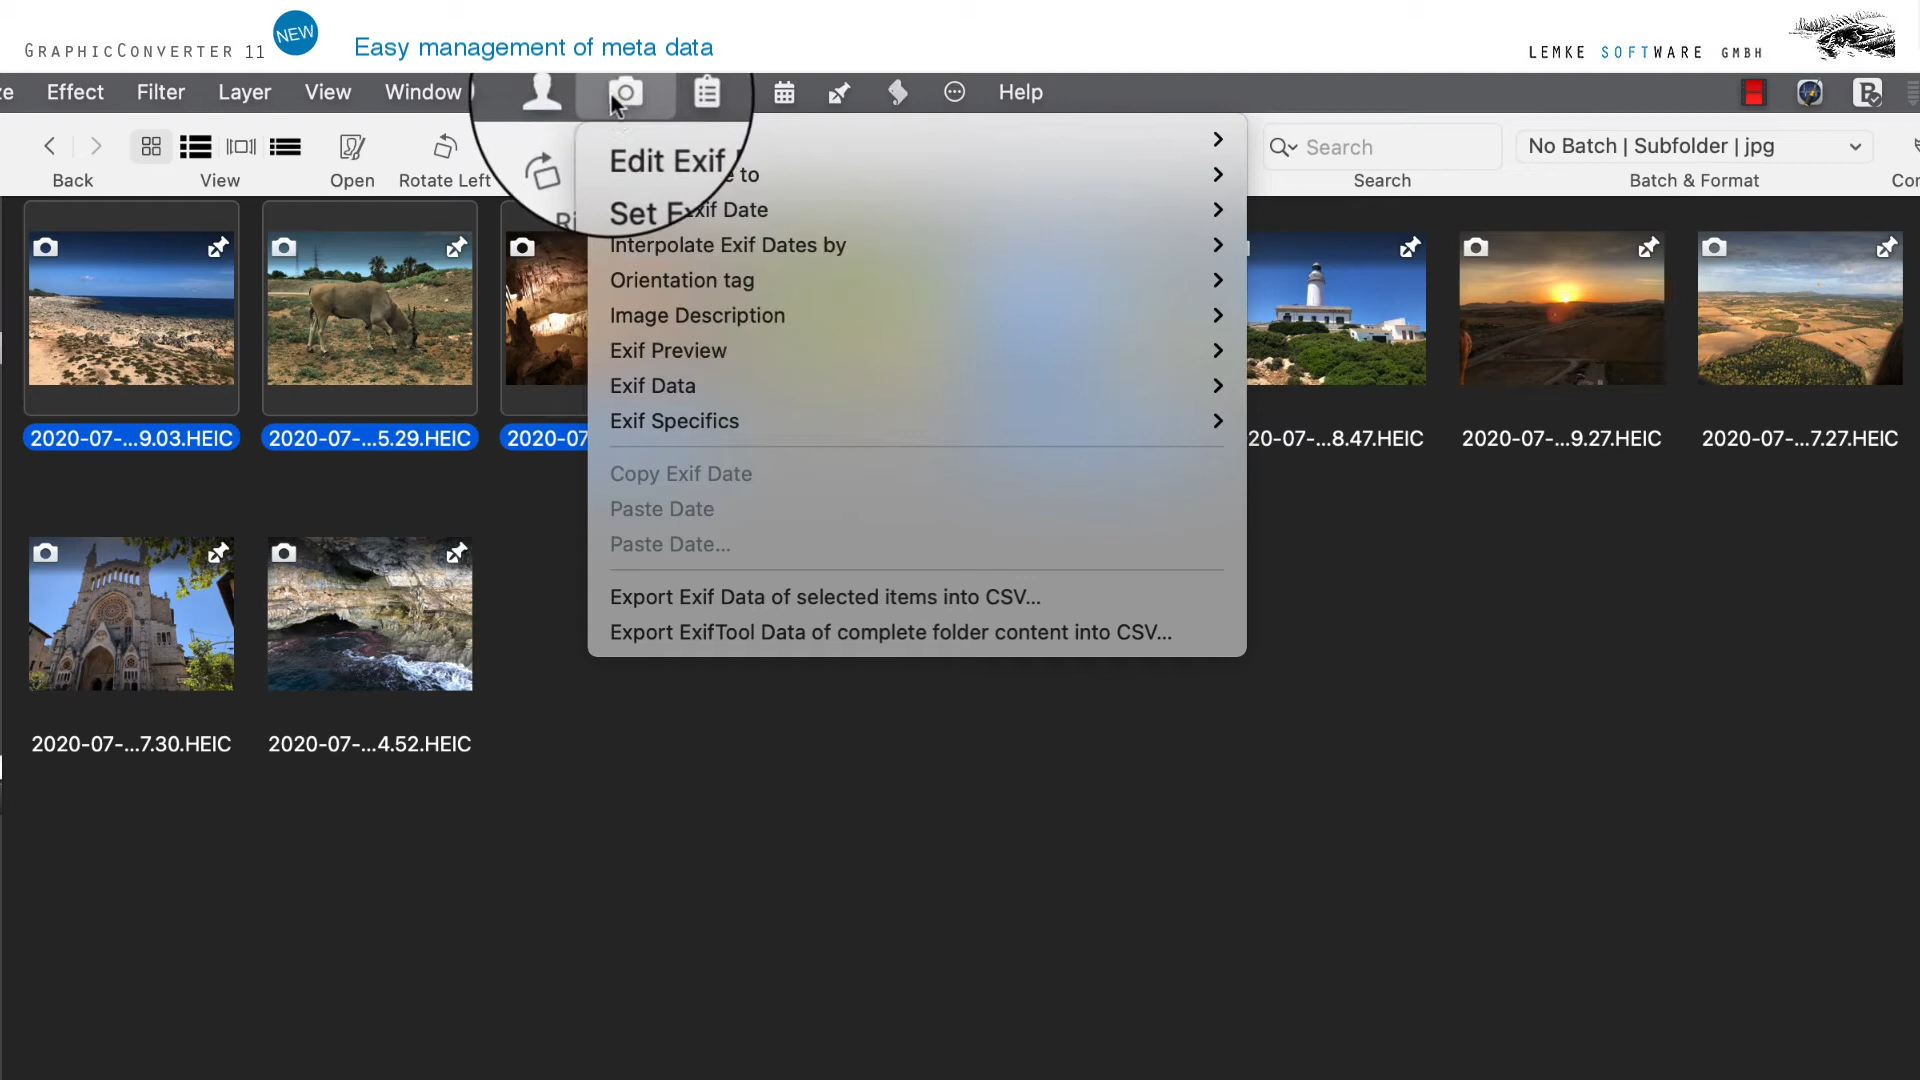 GRAPHICCONVERTER 11
NEW
Easy management of meta data
LEMKE SOFTWARE GMBH
Effect Filter Layer View Window Help
Back
View
Open
Rotate Left
Search
Search
No Batch | Subfolder | jpg
Batch & Format
Edit Exif
to
Set Exif Date
Interpolate Exif Dates by
Orientation tag
Image Description
Exif Preview
Exif Data
Exif Specifics
Copy Exif Date
Paste Date
Paste Date...
Export Exif Data of selected items into CSV...
Export ExifTool Data of complete folder content into CSV...
2020-07-...9.03.HEIC
2020-07-...5.29.HEIC
2020-07
20-07-...8.47.HEIC
2020-07-...9.27.HEIC
2020-07-...7.27.HEIC
2020-07-...7.30.HEIC
2020-07-...4.52.HEIC